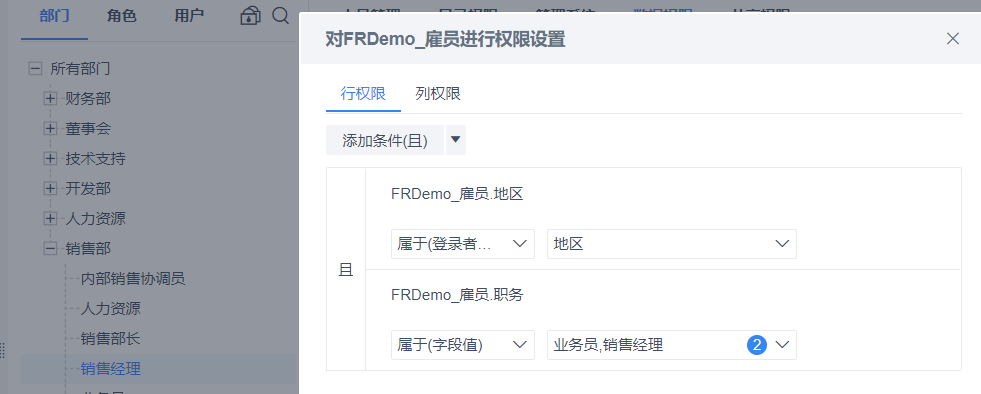 部门 角色 用户
对FRDemo_雇员进行权限设置
所有部门
财务部
董事会
技术支持
开发部
人力资源
销售部
内部销售协调员
人力资源
销售部长
销售经理
行权限 列权限
添加条件(且)
且
FRDemo_雇员.地区
属于(登录者... 地区
FRDemo_雇员.职务
属于(字段值) 业务员,销售经理 2